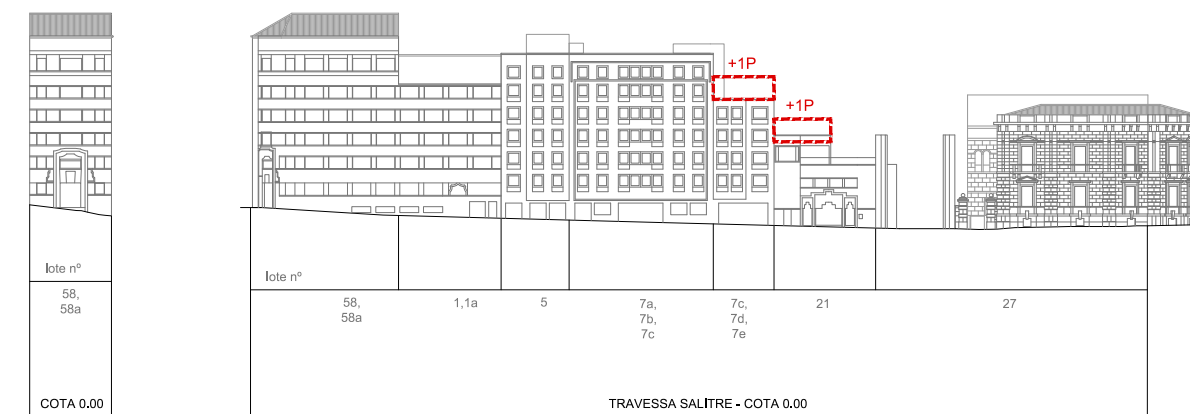 +1P
+1P
lote nº
58,
58a
COTA 0.00
lote nº
58,
58a
1,1a
5
7a,
7b,
7c
7c,
7d,
7e
21
27
TRAVESSA SALITRE - COTA 0.00